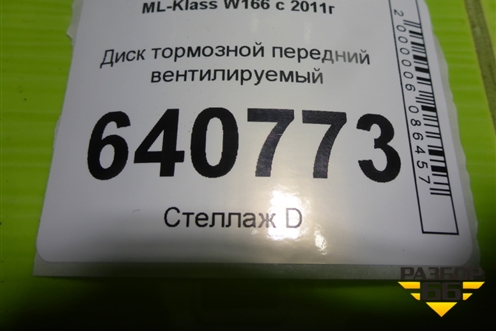 ML-Klass W166 с 2011г
Диск тормозной передний
вентилируемый
640773
Стеллаж D
2000006086457
РАЗБОР
66